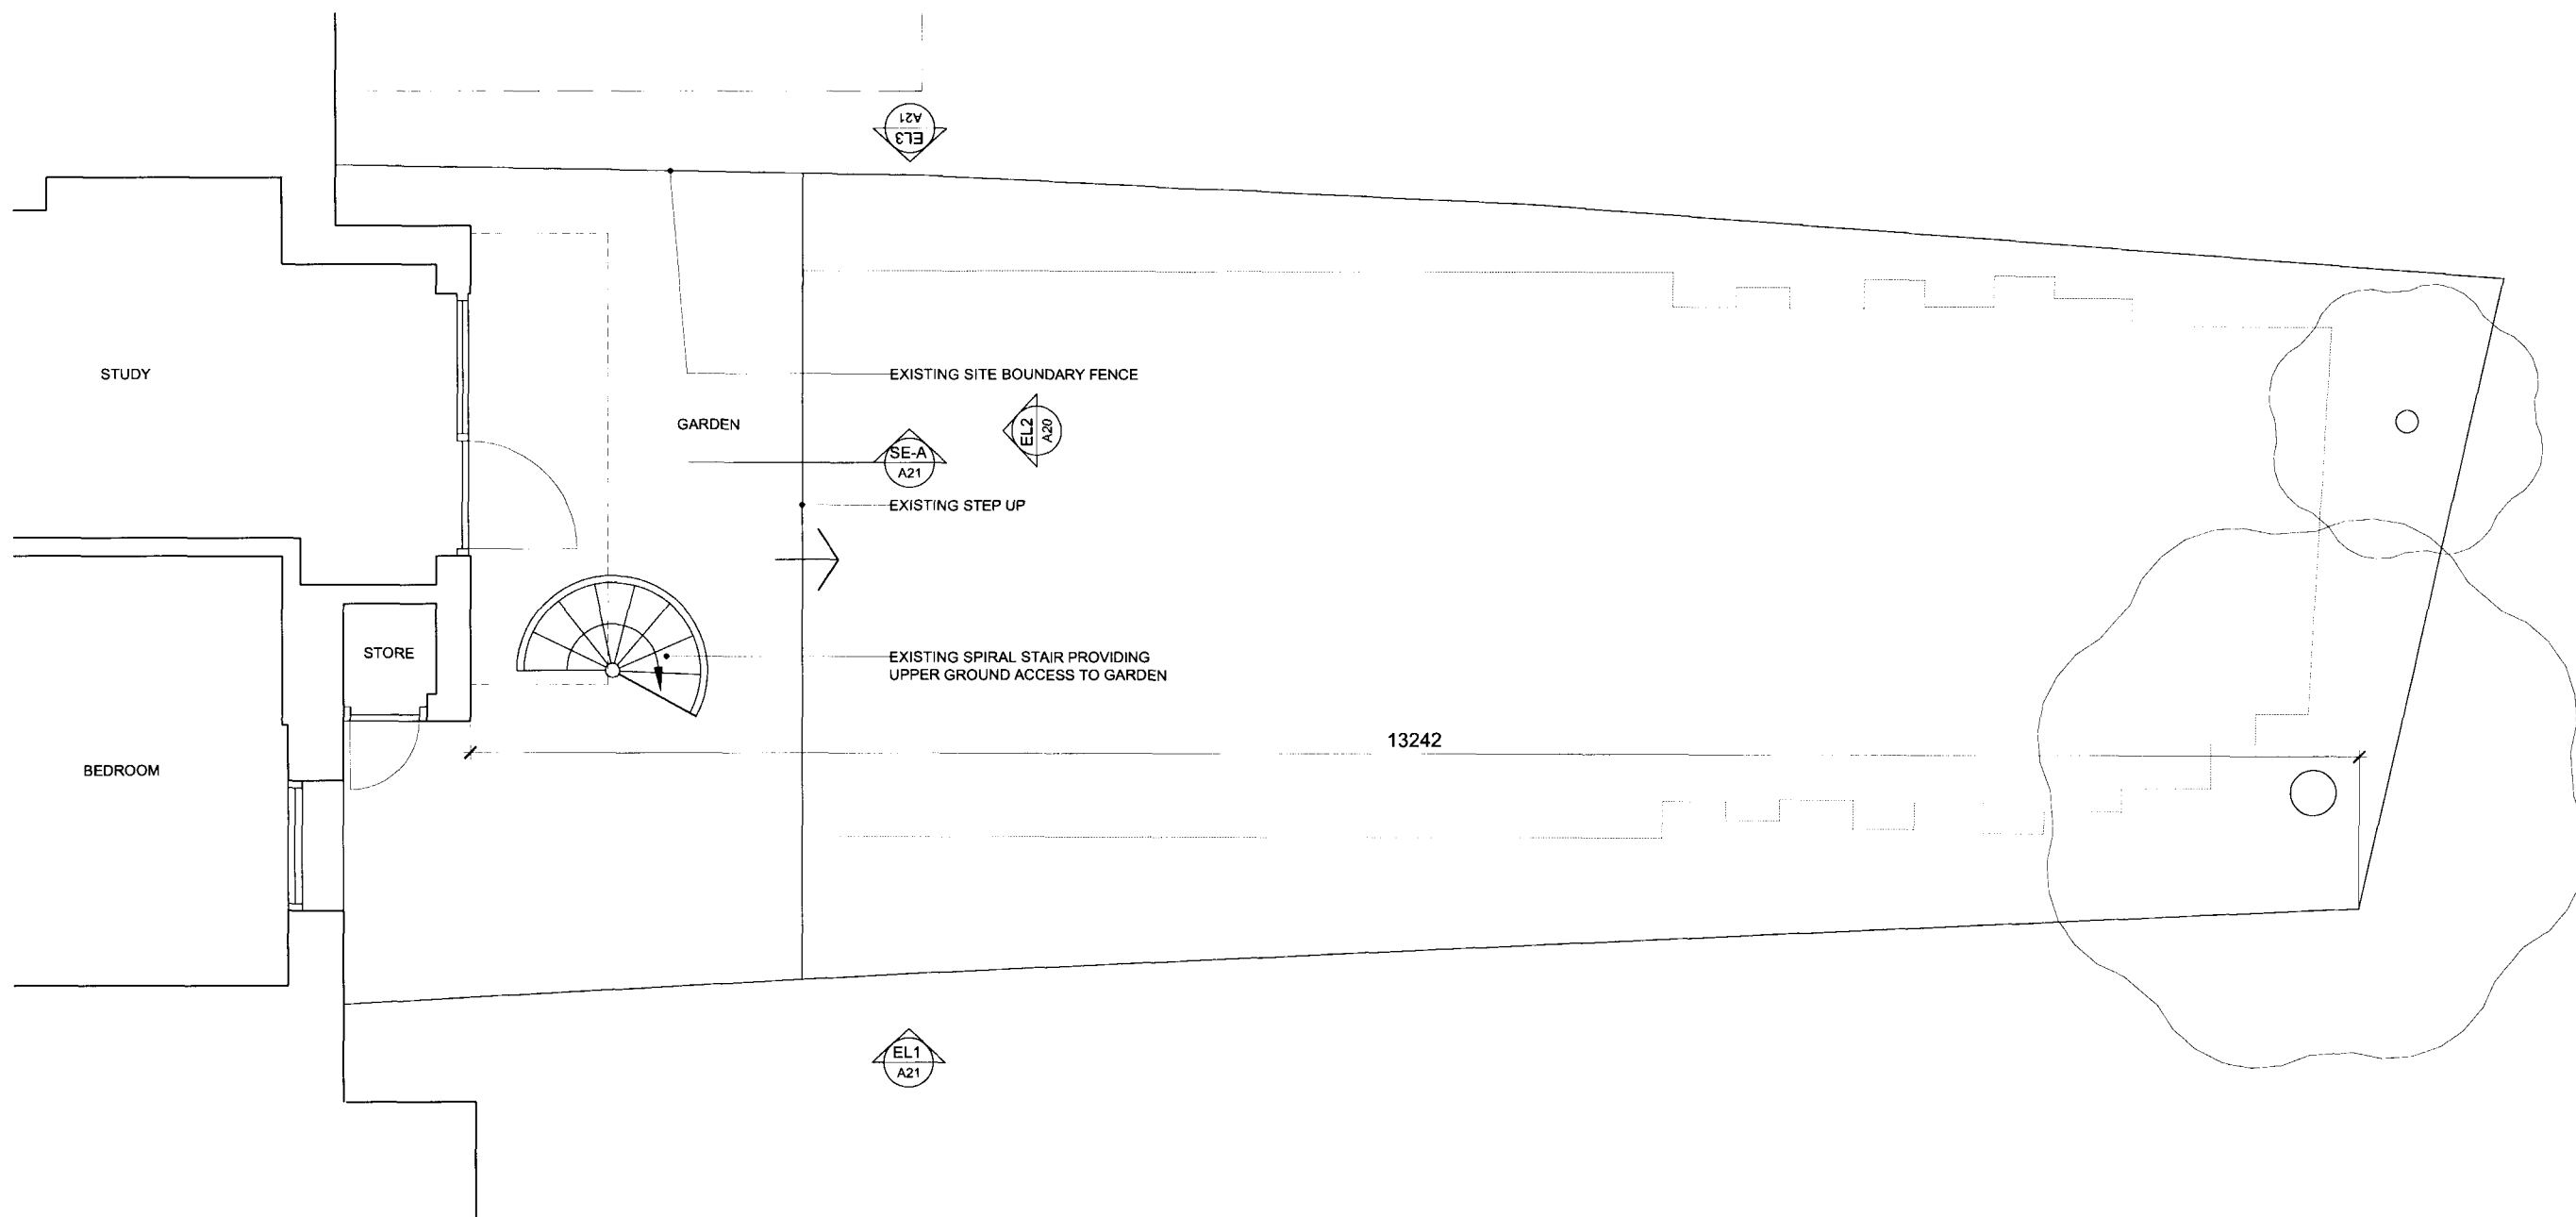 A21
EL3
STUDY
EXISTING SITE BOUNDARY FENCE
GARDEN
EL2
A20
SE-A
A21
EXISTING STEP UP
STORE
EXISTING SPIRAL STAIR PROVIDING
UPPER GROUND ACCESS TO GARDEN
13242
BEDROOM
EL1
A21